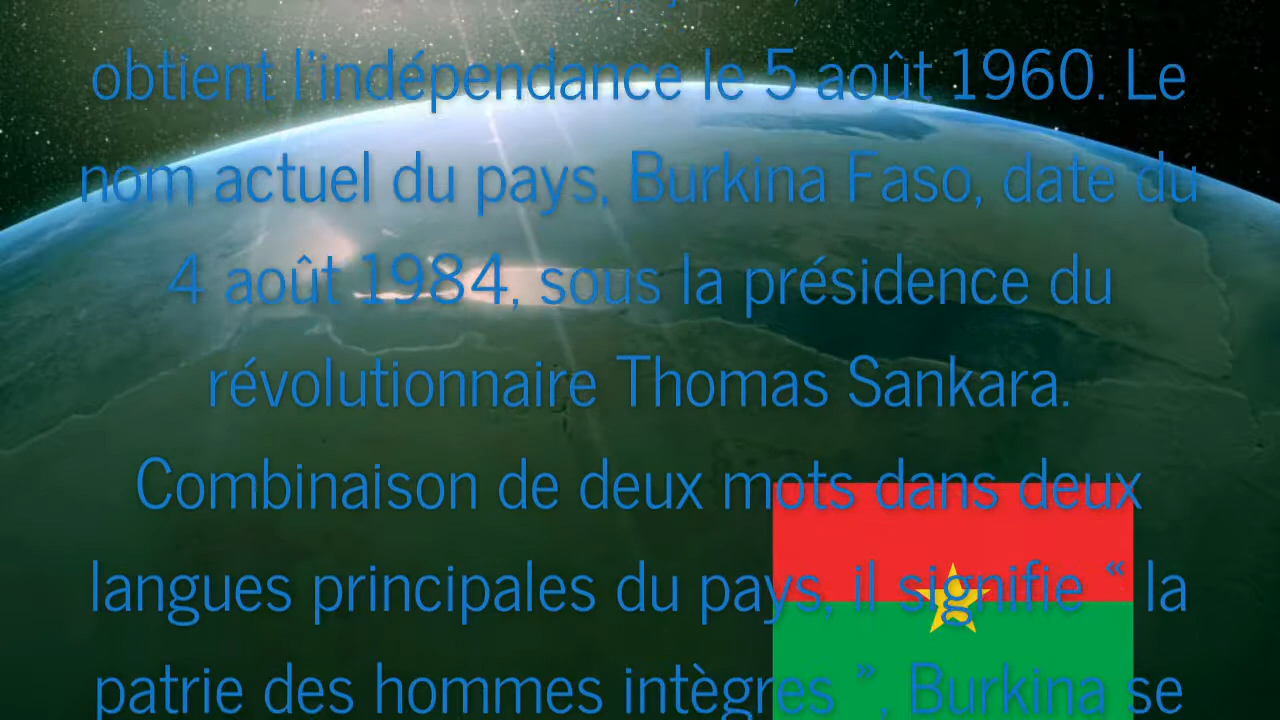 obtient l'indépendance le 5 août 1960. Le
nom actuel du pays, Burkina Faso, date du
4 août 1984, sous la présidence du
révolutionnaire Thomas Sankara.
Combinaison de deux mots dans deux
langues principales du pays, il signifie “ la
patrie des hommes intègres ”, Burkina se